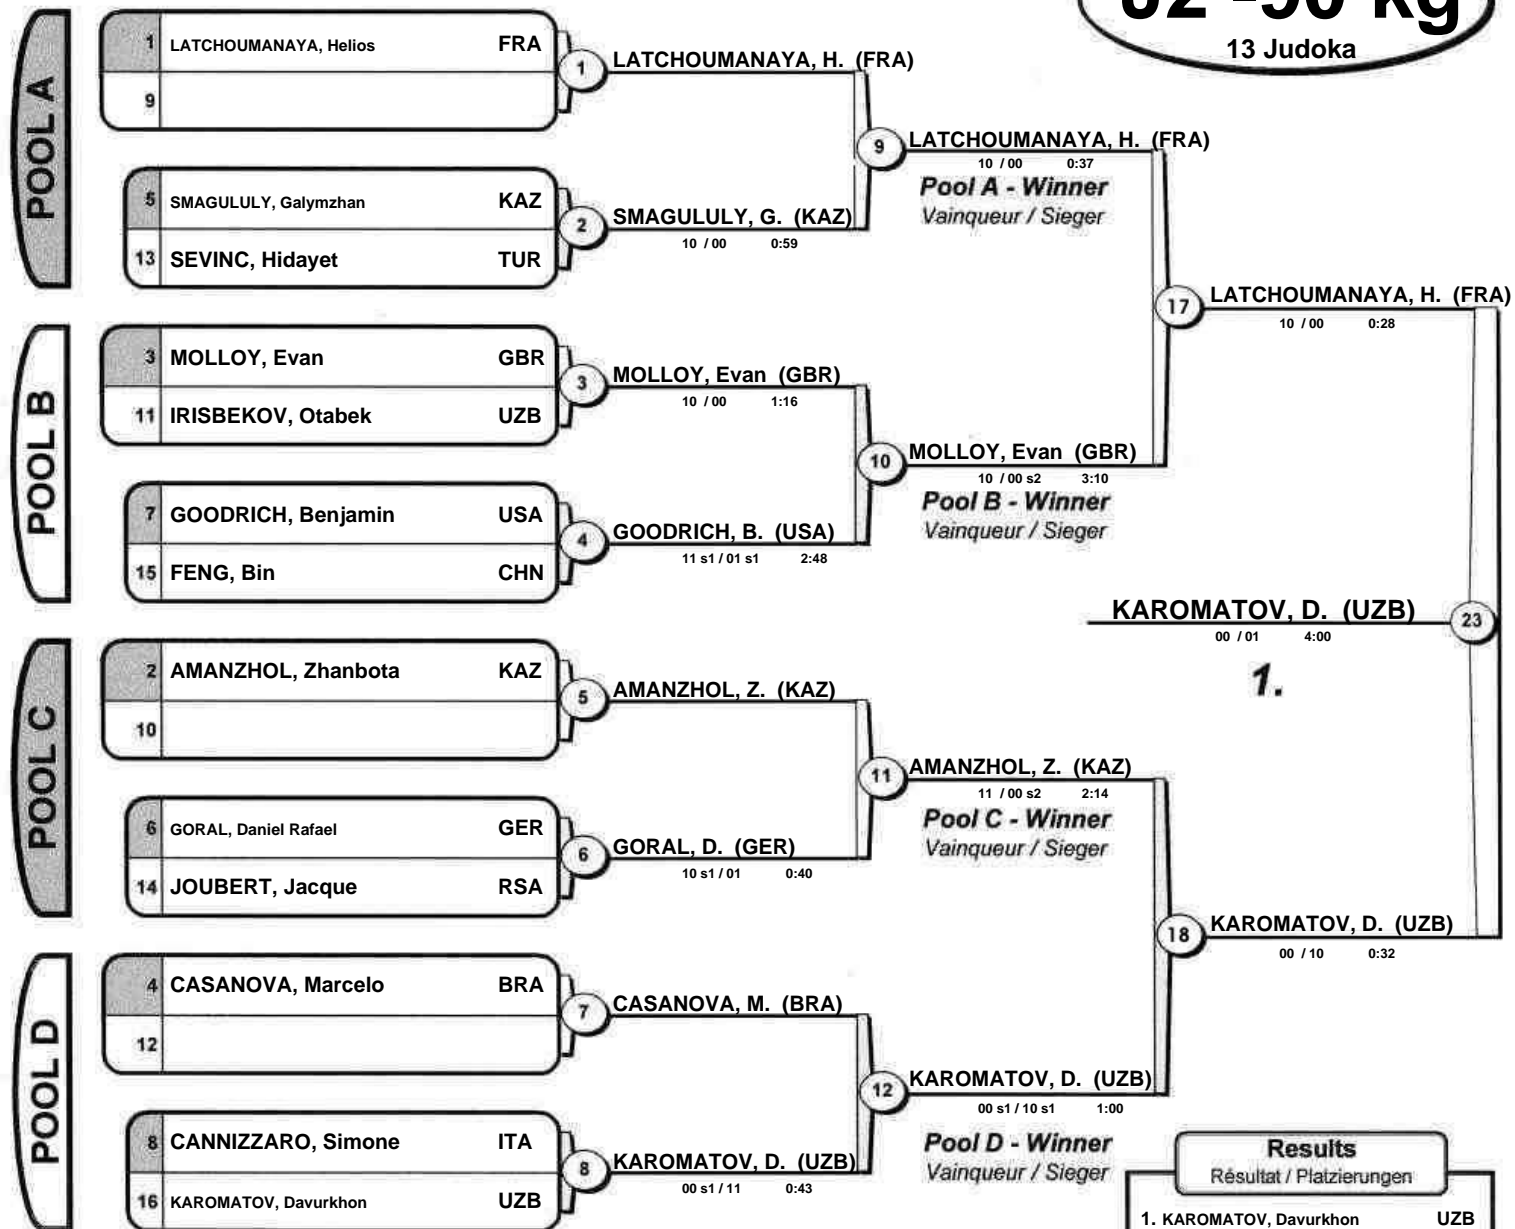 J2 -90 kg
13 Judoka
POOL A
1 LATCHOUMANAYA, Helios FRA
9
1 LATCHOUMANAYA, H. (FRA)
5 SMAGULULY, Galymzhan KAZ
13 SEVINC, Hidayet TUR
2 SMAGULULY, G. (KAZ)
10 / 00 0:59
9 LATCHOUMANAYA, H. (FRA)
10 / 00 0:37
Pool A - Winner
Vainqueur / Sieger
POOL B
3 MOLLOY, Evan GBR
11 IRISBEKOV, Otabek UZB
3 MOLLOY, Evan (GBR)
10 / 00 1:16
7 GOODRICH, Benjamin USA
15 FENG, Bin CHN
4 GOODRICH, B. (USA)
11 s1 / 01 s1 2:48
10 MOLLOY, Evan (GBR)
10 / 00 s2 3:10
Pool B - Winner
Vainqueur / Sieger
17 LATCHOUMANAYA, H. (FRA)
10 / 00 0:28
KAROMATOV, D. (UZB) 23
00 / 01 4:00
1.
POOL C
2 AMANZHOL, Zhanbota KAZ
10
5 AMANZHOL, Z. (KAZ)
6 GORAL, Daniel Rafael GER
14 JOUBERT, Jacque RSA
6 GORAL, D. (GER)
10 s1 / 01 0:40
11 AMANZHOL, Z. (KAZ)
11 / 00 s2 2:14
Pool C - Winner
Vainqueur / Sieger
18 KAROMATOV, D. (UZB)
00 / 10 0:32
POOL D
4 CASANOVA, Marcelo BRA
12
7 CASANOVA, M. (BRA)
8 CANNIZZARO, Simone ITA
16 KAROMATOV, Davurkhon UZB
8 KAROMATOV, D. (UZB)
00 s1 / 11 0:43
12 KAROMATOV, D. (UZB)
00 s1 / 10 s1 1:00
Pool D - Winner
Vainqueur / Sieger
Results
Résultat / Platzierungen
1. KAROMATOV, Davurkhon UZB